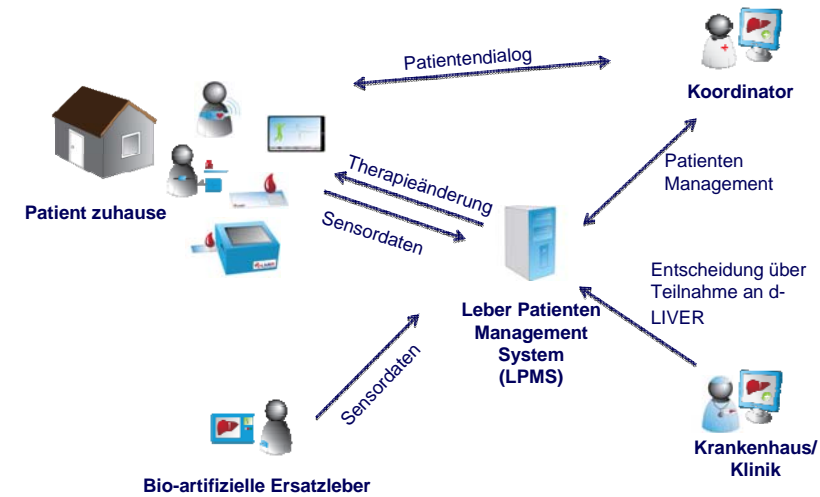 Patientendialog
Koordinator
Patienten
Management
Therapieänderung
Sensordaten
Patient zuhause
Entscheidung über
Teilnahme an d-
LIVER
Leber Patienten
Management
System
(LPMS)
Sensordaten
Krankenhaus/
Klinik
Bio-artifizielle Ersatzleber